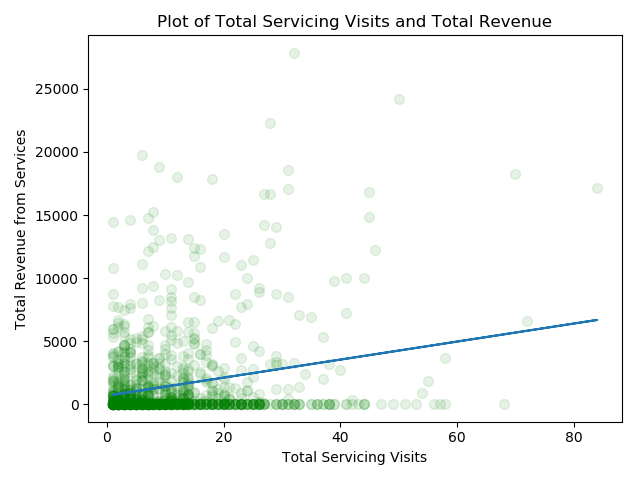 Plot of Total Servicing Visits and Total Revenue
Total Revenue from Services
25000
20000
15000
10000
5000
0
0 20 40 60 80
Total Servicing Visits